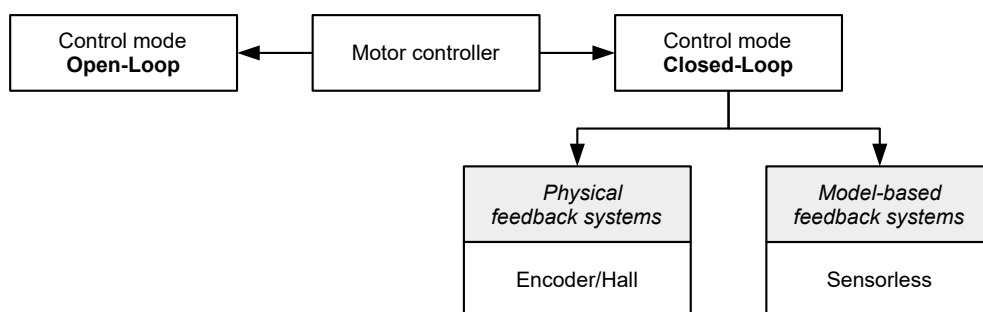 Control mode
Open-Loop
Motor controller
Control mode
Closed-Loop
Physical
feedback systems
Encoder/Hall
Model-based
feedback systems
Sensorless